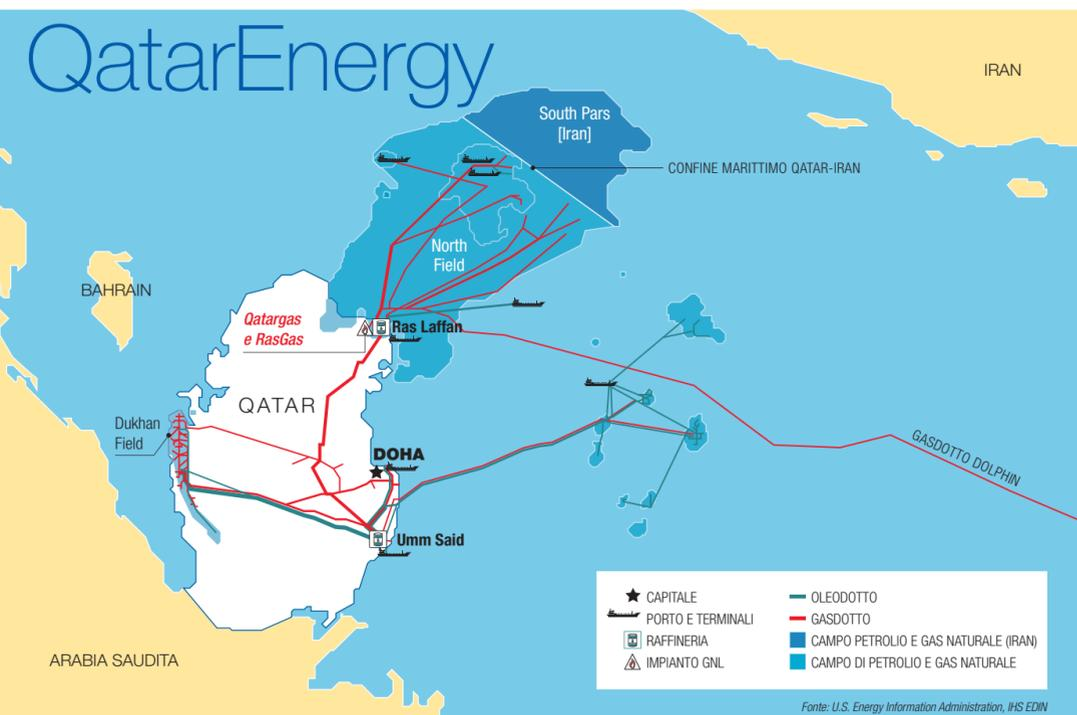 QatarEnergy
IRAN
South Pars
[Iran]
CONFINE MARITTIMO QATAR-IRAN
North
Field
BAHRAIN
Qatargas
e RasGas
Ras Laffan
QATAR
Dukhan
Field
DOHA
GASDOTTO DOLPHIN
Umm Said
ARABIA SAUDITA
CAPITALE
PORTO E TERMINALI
RAFFINERIA
IMPIANTO GNL
OLEODOTTO
GASDOTTO
CAMPO PETROLIO E GAS NATURALE (IRAN)
CAMPO DI PETROLIO E GAS NATURALE
Fonte: U.S. Energy Information Administration, IHS EDIN